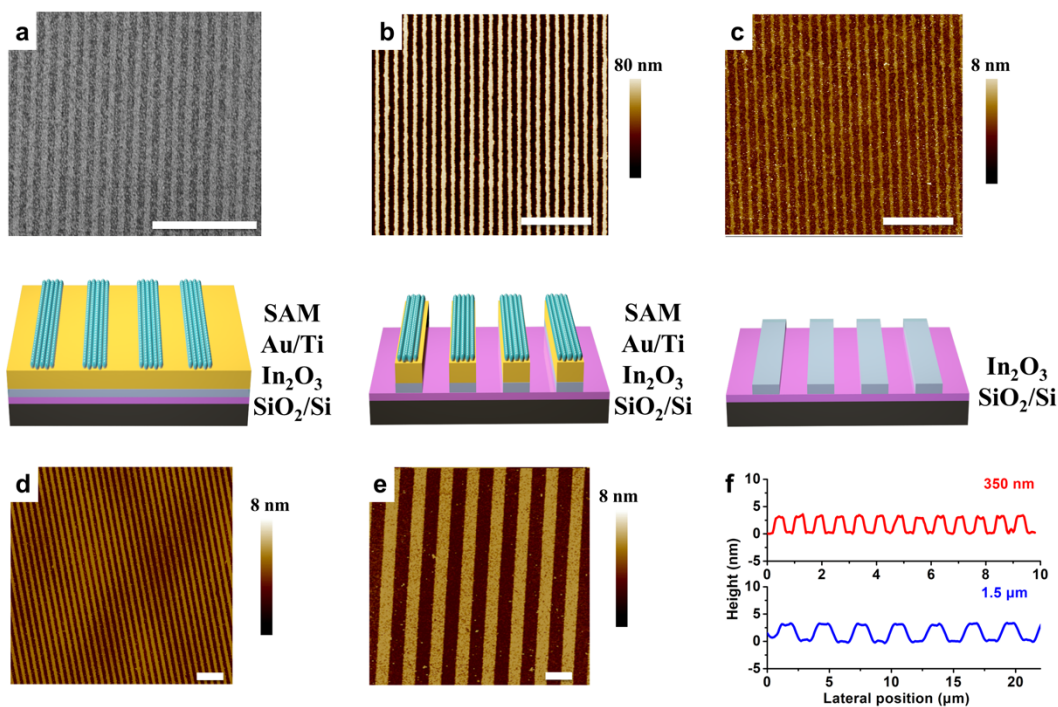 a
b
80 nm
c
8 nm
SAM
Au/Ti
In₂O₃
SiO₂/Si
SAM
Au/Ti
In₂O₃
SiO₂/Si
In₂O₃
SiO₂/Si
d
8 nm
e
8 nm
f
350 nm
10
5
0
-5
0 2 4 6 8 10
1.5 μm
10
5
0
-5
0 5 10 15 20
Height (nm)
Lateral position (μm)